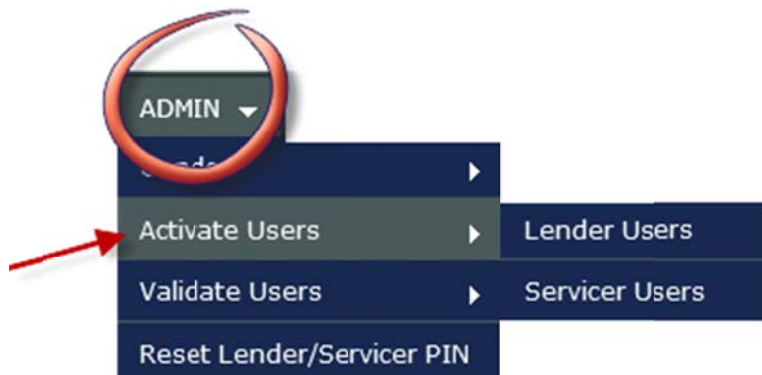 ADMIN
Activate Users
Lender Users
Validate Users
Servicer Users
Reset Lender/Servicer PIN